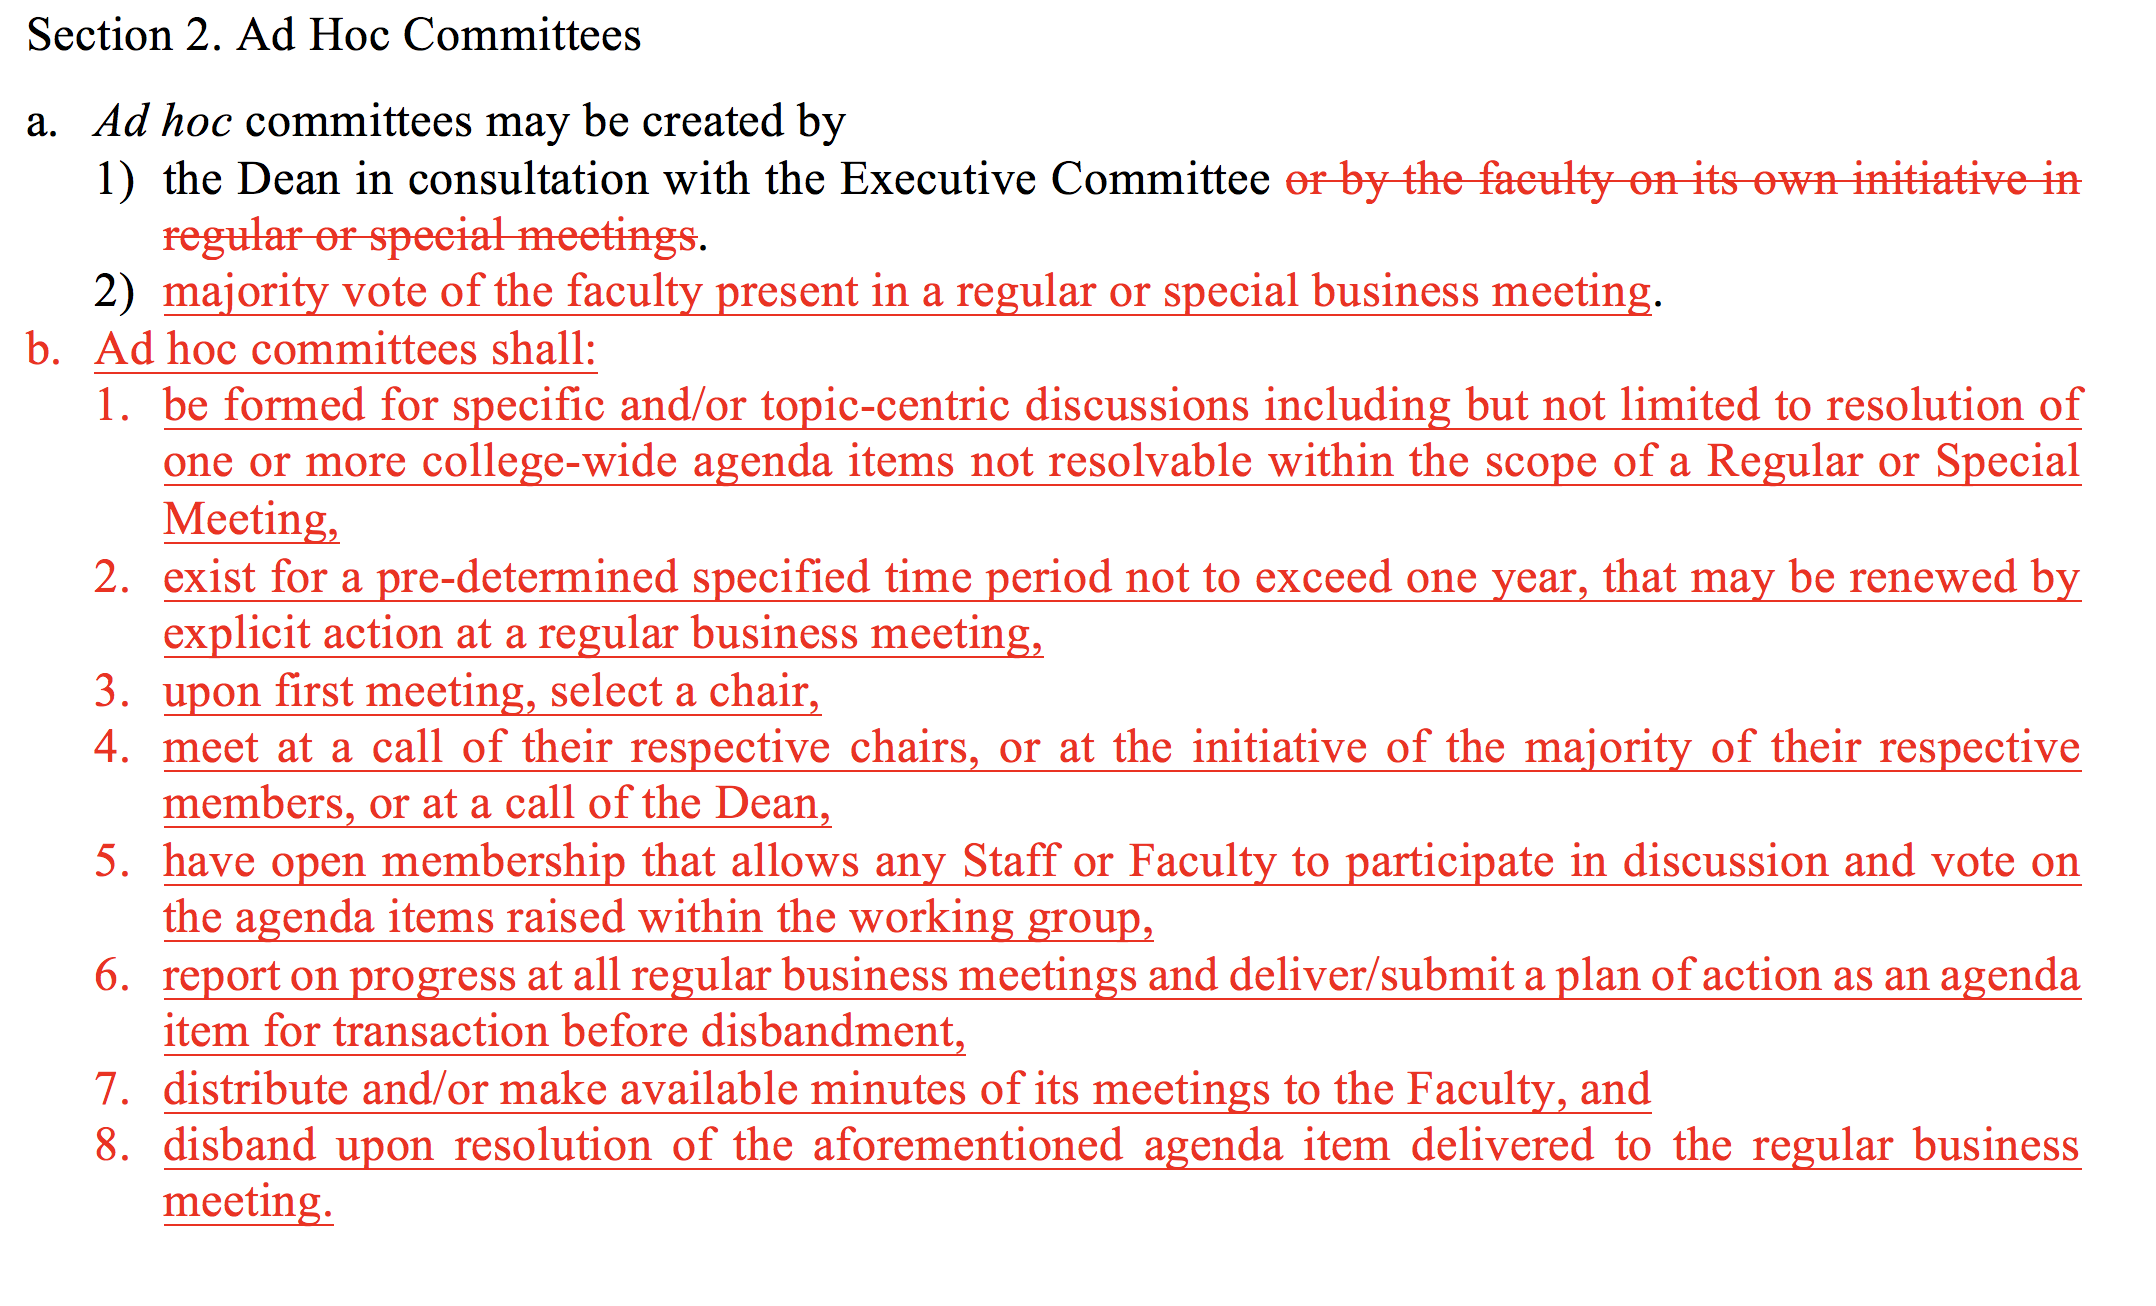 Section 2. Ad Hoc Committees
a. Ad hoc committees may be created by
1) the Dean in consultation with the Executive Committee or by the faculty on its own initiative in
regular or special meetings.
2) majority vote of the faculty present in a regular or special business meeting.
b. Ad hoc committees shall:
1. be formed for specific and/or topic-centric discussions including but not limited to resolution of
one or more college-wide agenda items not resolvable within the scope of a Regular or Special
Meeting,
2. exist for a pre-determined specified time period not to exceed one year, that may be renewed by
explicit action at a regular business meeting,
3. upon first meeting, select a chair,
4. meet at a call of their respective chairs, or at the initiative of the majority of their respective
members, or at a call of the Dean,
5. have open membership that allows any Staff or Faculty to participate in discussion and vote on
the agenda items raised within the working group,
6. report on progress at all regular business meetings and deliver/submit a plan of action as an agenda
item for transaction before disbandment,
7. distribute and/or make available minutes of its meetings to the Faculty, and
8. disband upon resolution of the aforementioned agenda item delivered to the regular business
meeting.